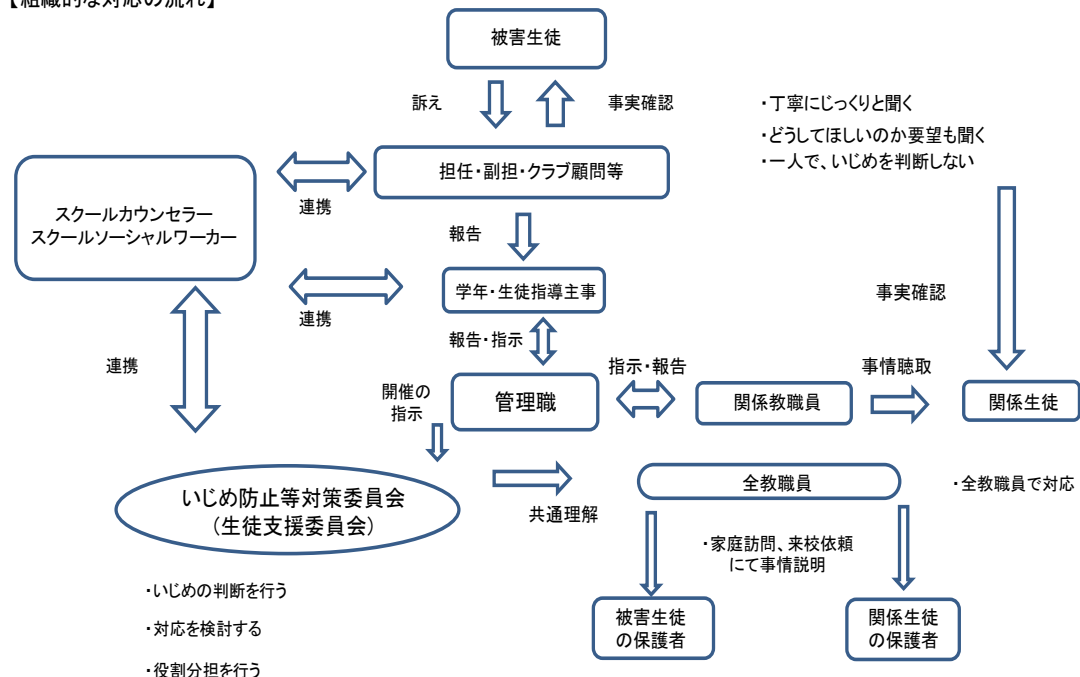 【組織的な対応の流れ】
被害生徒
訴え
事実確認
・丁寧にじっくりと聞く
・どうしてほしいのか要望も聞く
・一人で、いじめを判断しない
担任・副担・クラブ顧問等
連携
スクールカウンセラー
スクールソーシャルワーカー
報告
学年・生徒指導主事
連携
事実確認
報告・指示
連携
開催の
指示
管理職
指示・報告
関係教職員
事情聴取
関係生徒
いじめ防止等対策委員会
(生徒支援委員会)
共通理解
全教職員
・全教職員で対応
・家庭訪問、来校依頼
にて事情説明
・いじめの判断を行う
・対応を検討する
・役割分担を行う
被害生徒
の保護者
関係生徒
の保護者